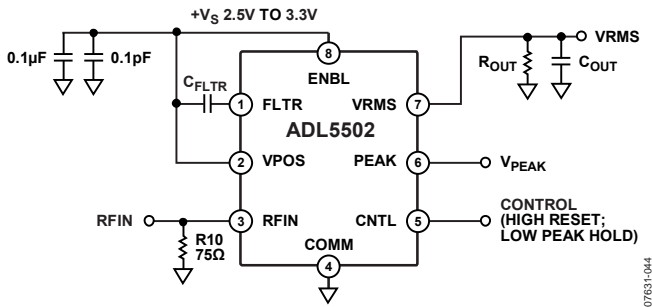 +VS 2.5V TO 3.3V
0.1µF
0.1pF
CFLTR
8
ENBL
1
FLTR
VRMS
7
ROUT
COUT
VRMS
ADL5502
2
VPOS
PEAK
6
VPEAK
RFIN
3
RFIN
CNTL
5
CONTROL
(HIGH RESET;
LOW PEAK HOLD)
R10
75Ω
COMM
4
07631-044